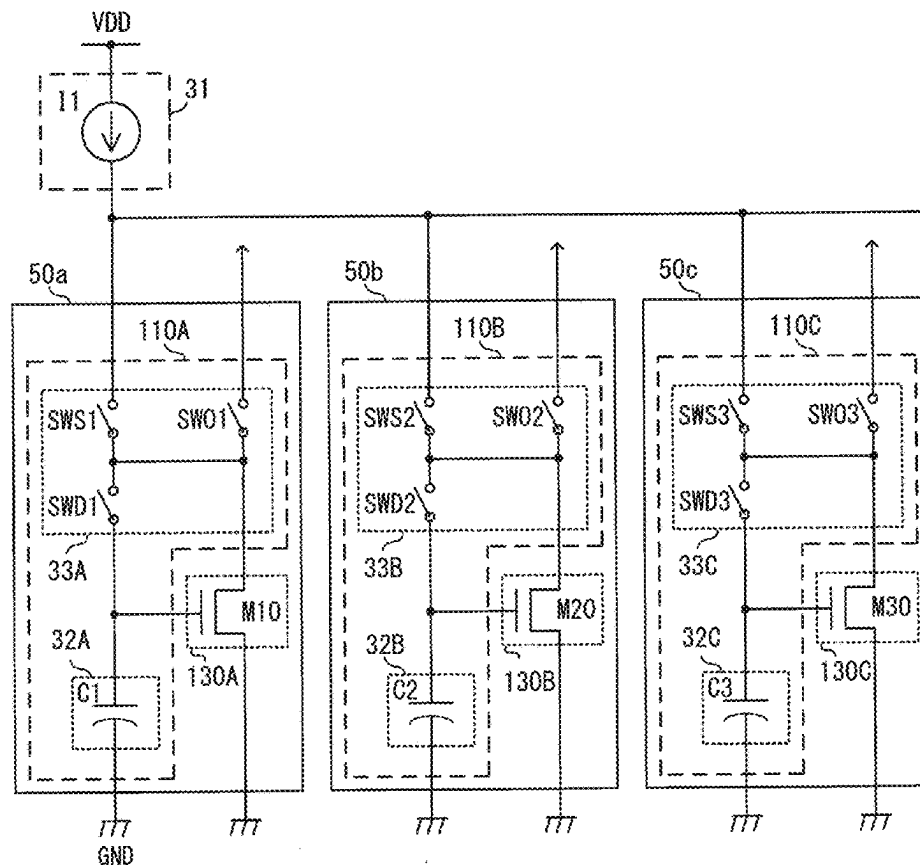 VDD
I1
31
50a
50b
50c
110A
110B
110C
SWS1
SWO1
SWS2
SWO2
SWS3
SWO3
SWD1
SWD2
SWD3
33A
33B
33C
M10
M20
M30
32A
32B
32C
130A
130B
130C
C1
C2
C3
GND